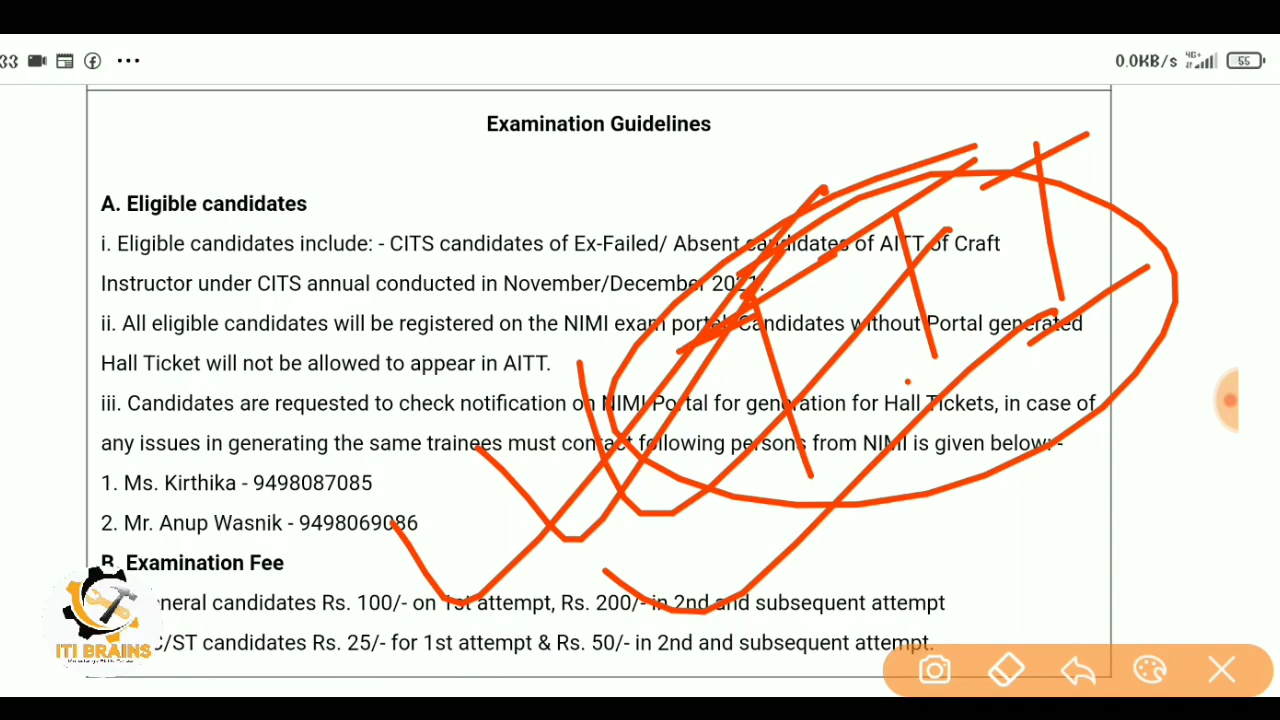 33
0.0KB/s 4G+ 55
Examination Guidelines
A. Eligible candidates
i. Eligible candidates include: - CITS candidates of Ex-Failed/ Absent candidates of AITT of Craft
Instructor under CITS annual conducted in November/December 2021.
ii. All eligible candidates will be registered on the NIMI exam portal. Candidates without Portal generated
Hall Ticket will not be allowed to appear in AITT.
iii. Candidates are requested to check notification on NIMI Portal for generation for Hall Tickets, in case of
any issues in generating the same trainees must contact following persons from NIMI is given below:-
1. Ms. Kirthika - 9498087085
2. Mr. Anup Wasnik - 9498069086
B. Examination Fee
neral candidates Rs. 100/- on 1st attempt, Rs. 200/- in 2nd and subsequent attempt
C/ST candidates Rs. 25/- for 1st attempt & Rs. 50/- in 2nd and subsequent attempt.
ITI BRAINS